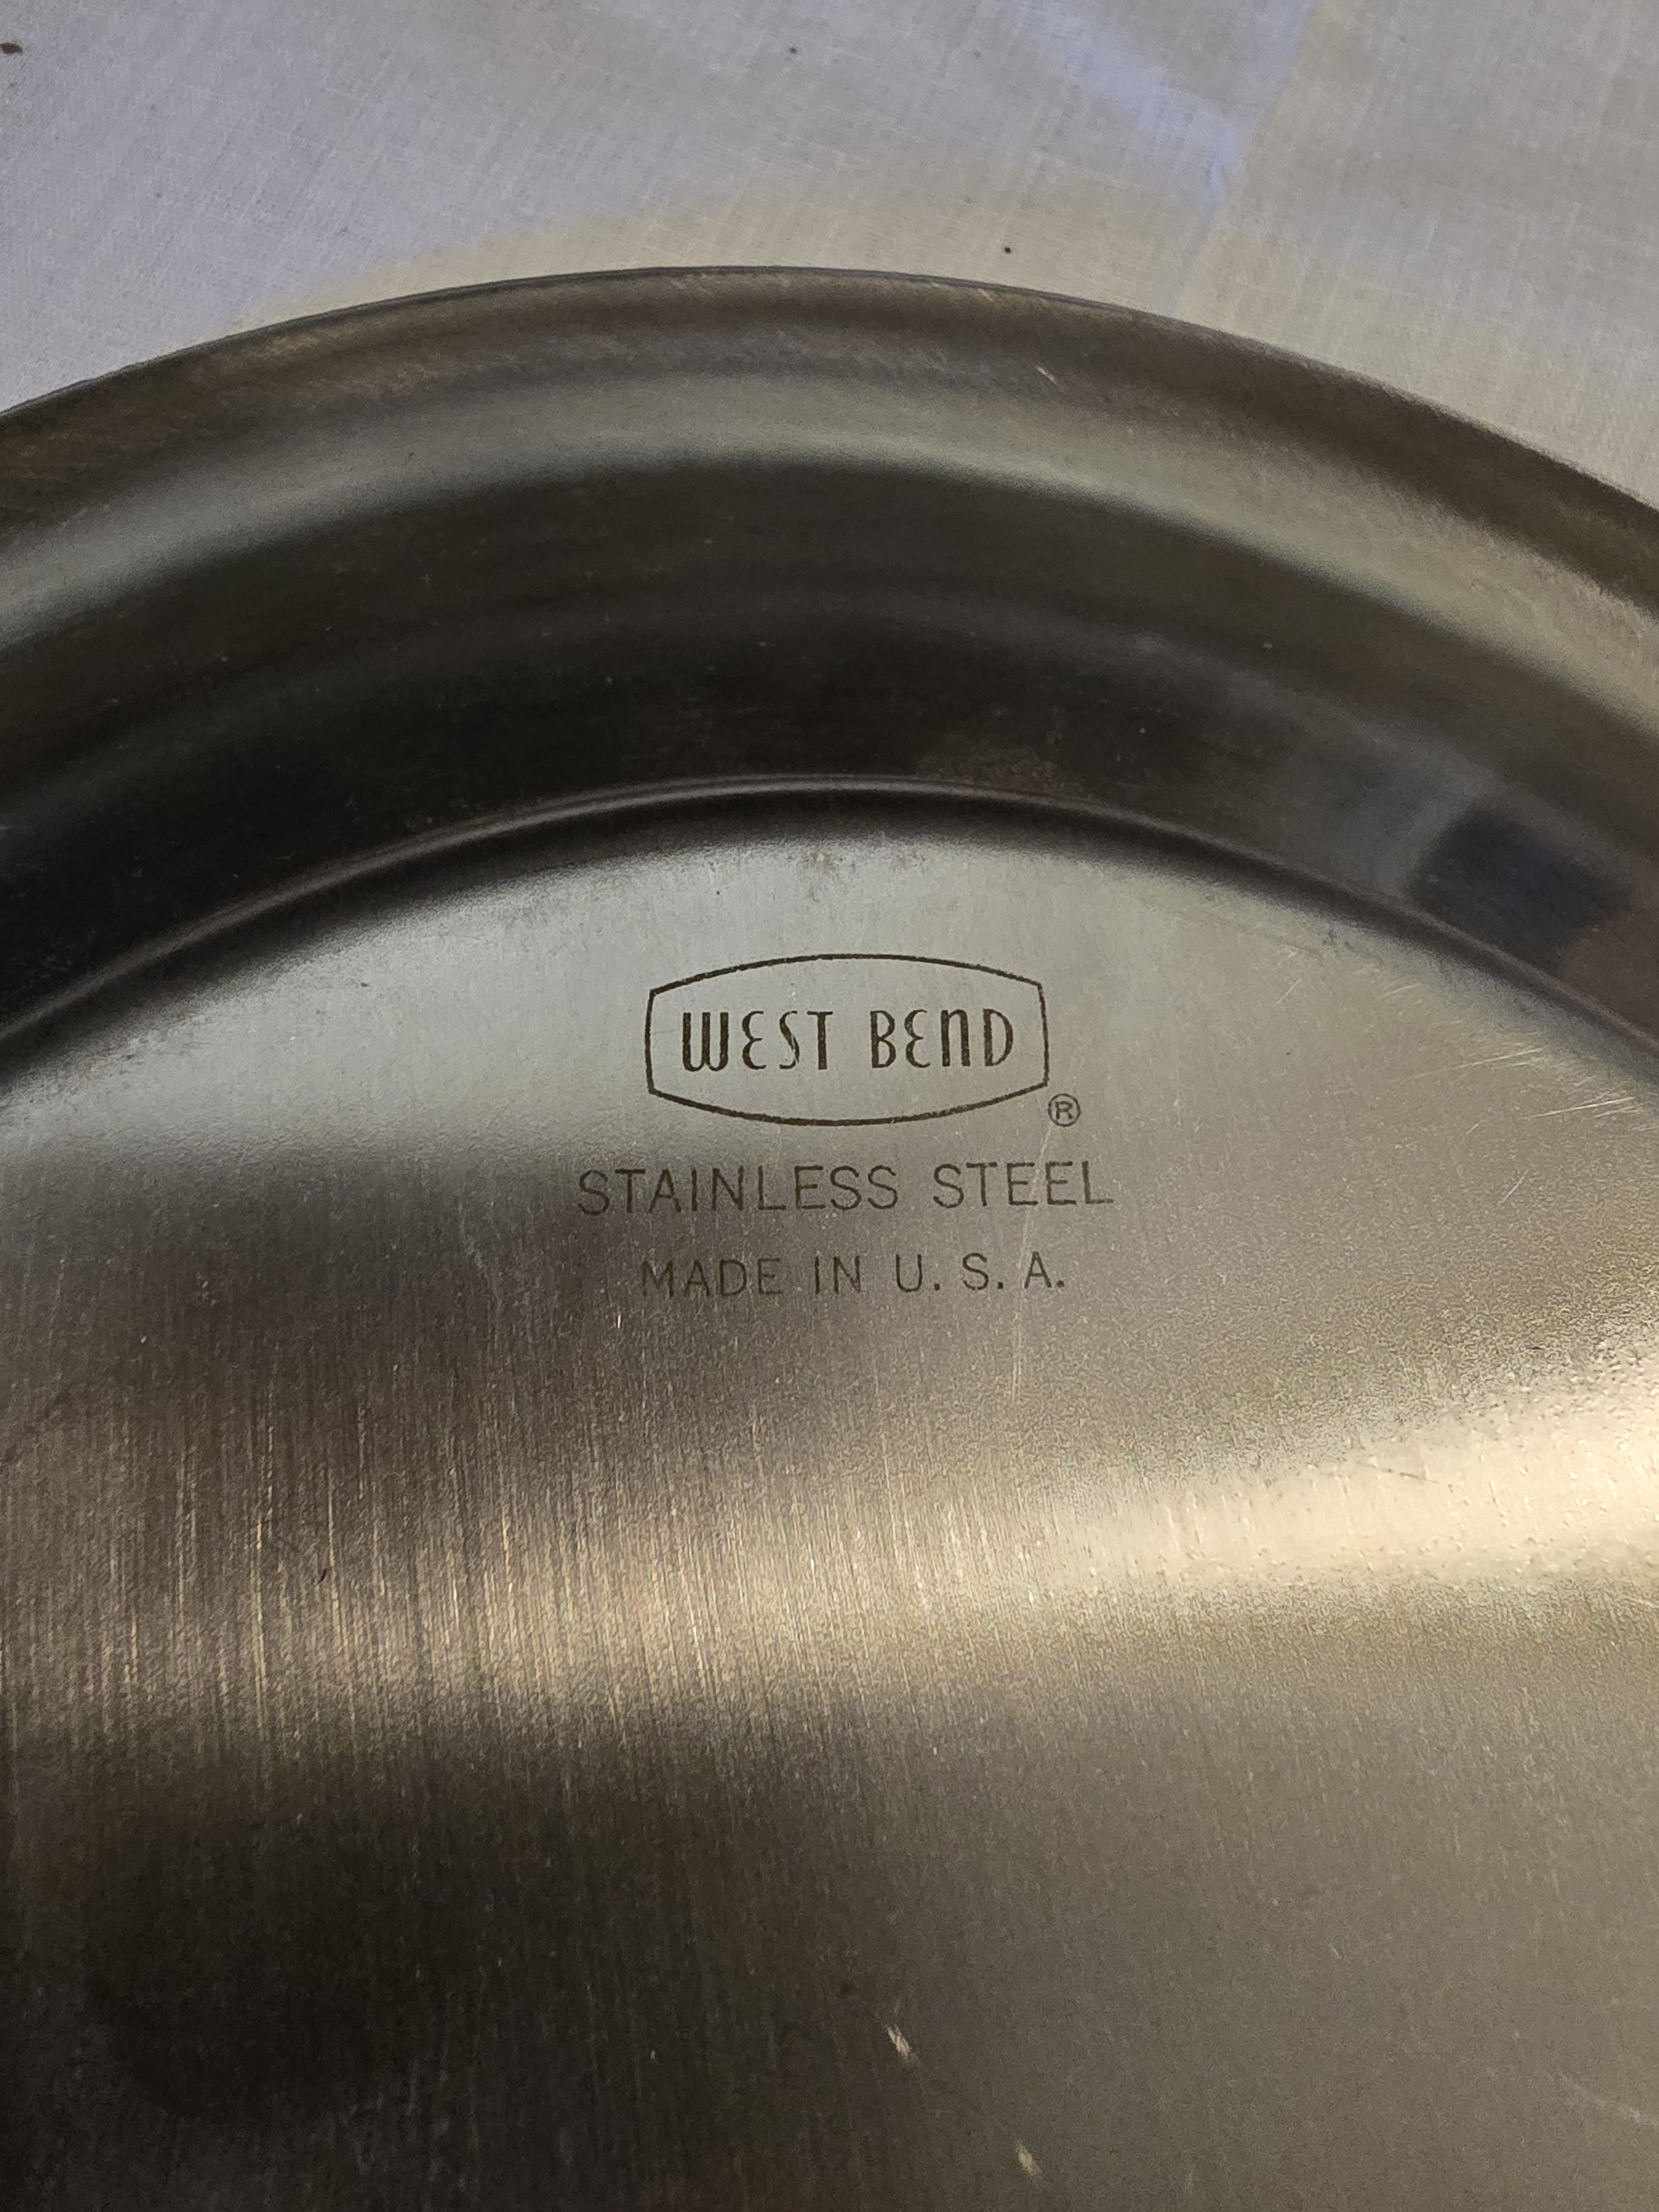 WEST BEND
®
STAINLESS STEEL
MADE IN U. S. A.